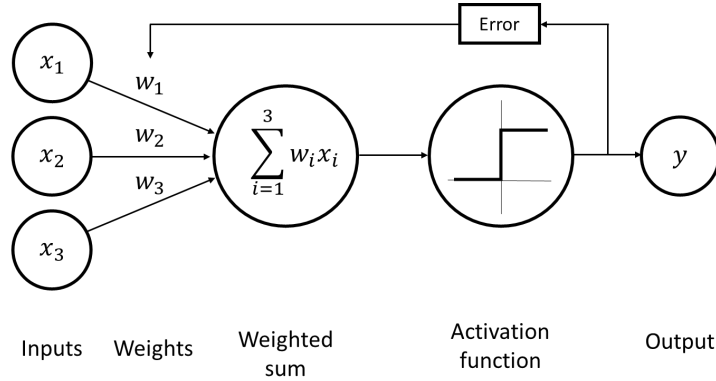 Error
x₁
w₁
x₂
w₂
x₃
w₃
3
∑ wᵢxᵢ
i=1
y
Inputs
Weights
Weighted
sum
Activation
function
Output